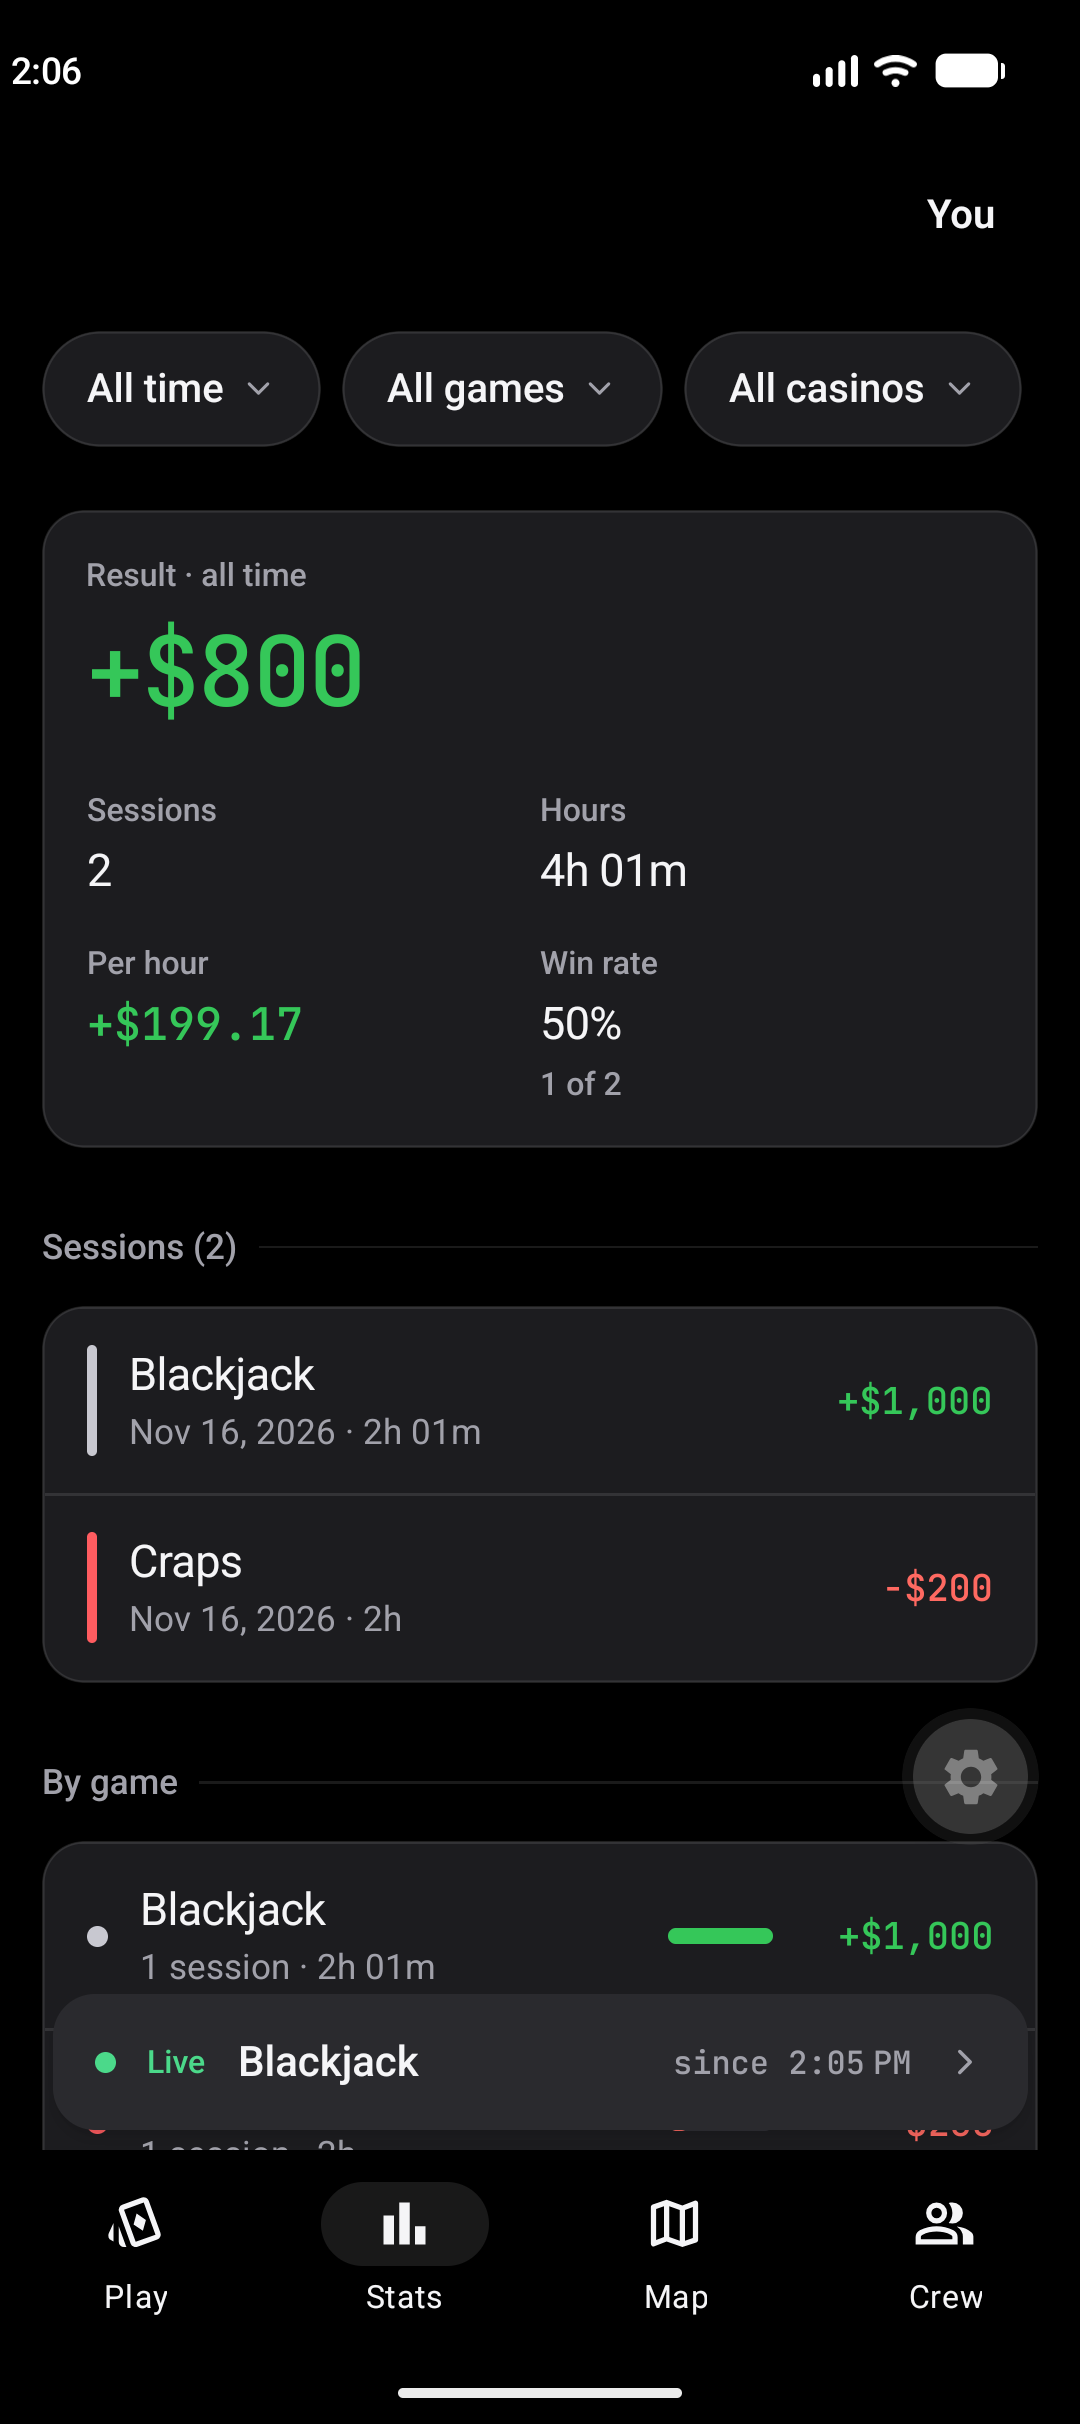 2:06
You
All time
All games
All casinos
Result · all time
+$800
Sessions
Hours
2
4h 01m
Per hour
Win rate
+$199.17
50%
1 of 2
Sessions (2)
Blackjack
+$1,000
Nov 16, 2026 · 2h 01m
Craps
-$200
Nov 16, 2026 · 2h
By game
Blackjack
+$1,000
1 session · 2h 01m
Live Blackjack since 2:05 PM
1 session · 2h
Play
Stats
Map
Crew